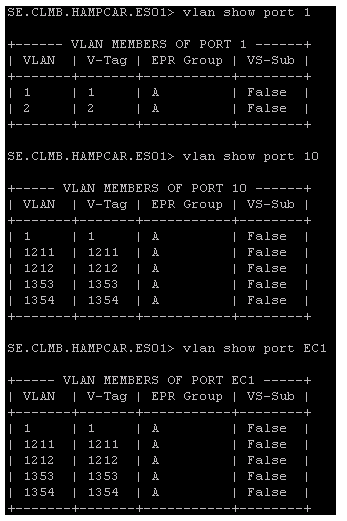 SE.CLMB.HAMPCAR.ES01> vlan show port 1
+------ VLAN MEMBERS OF PORT 1 -------+
| VLAN | V-Tag | EPR Group | VS-Sub |
+-------+-------+------------+---------+
| 1 | 1 | A | False |
| 2 | 2 | A | False |
+-------+-------+------------+---------+
SE.CLMB.HAMPCAR.ES01> vlan show port 10
+----- VLAN MEMBERS OF PORT 10 ------+
| VLAN | V-Tag | EPR Group | VS-Sub |
+-------+-------+------------+---------+
| 1 | 1 | A | False |
| 1211 | 1211 | A | False |
| 1212 | 1212 | A | False |
| 1353 | 1353 | A | False |
| 1354 | 1354 | A | False |
+-------+-------+------------+---------+
SE.CLMB.HAMPCAR.ES01> vlan show port EC1
+----- VLAN MEMBERS OF PORT EC1 -----+
| VLAN | V-Tag | EPR Group | VS-Sub |
+-------+-------+------------+---------+
| 1 | 1 | A | False |
| 1211 | 1211 | A | False |
| 1212 | 1212 | A | False |
| 1353 | 1353 | A | False |
| 1354 | 1354 | A | False |
+-------+-------+------------+---------+